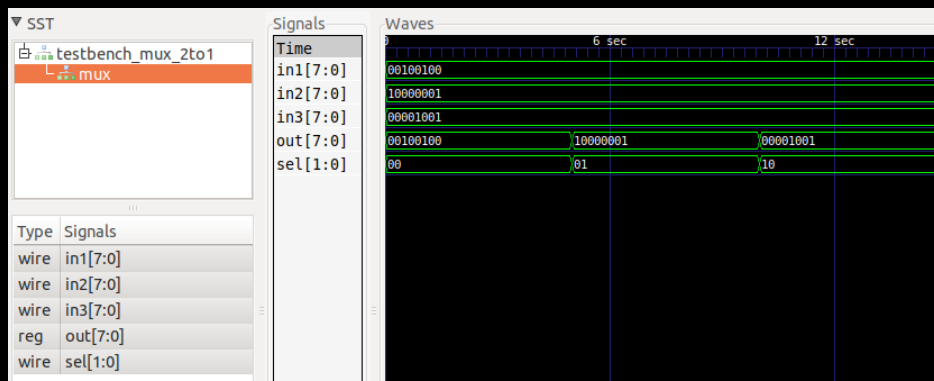 SST
testbench_mux_2to1
mux
Type Signals
wire in1[7:0]
wire in2[7:0]
wire in3[7:0]
reg out[7:0]
wire sel[1:0]
Signals
Time
in1[7:0]
in2[7:0]
in3[7:0]
out[7:0]
sel[1:0]
Waves
0 6 sec 12 sec
00100100
10000001
00001001
00100100 10000001 00001001
00 01 10